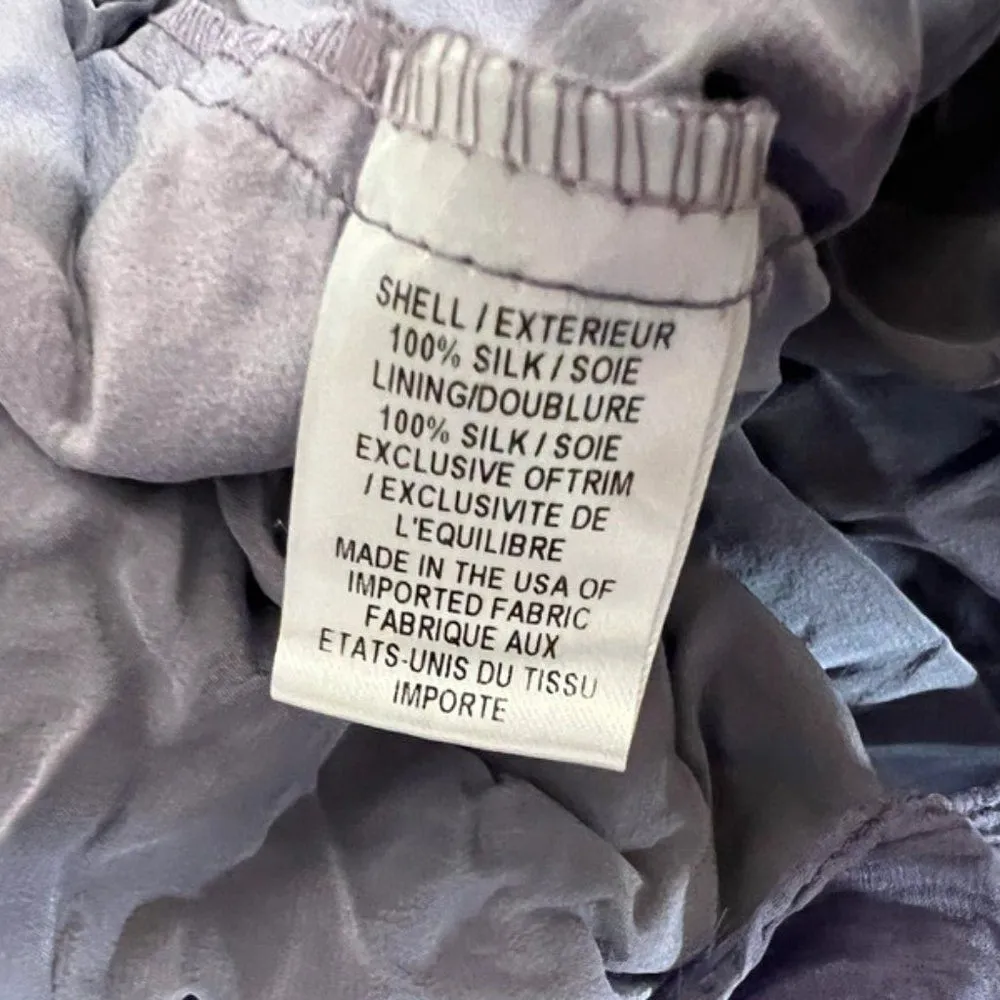 SHELL / EXTERIEUR
100% SILK / SOIE
LINING/DOUBLURE
100% SILK / SOIE
EXCLUSIVE OFTRIM
/ EXCLUSIVITE DE
L'EQUILIBRE
MADE IN THE USA OF
IMPORTED FABRIC
FABRIQUE AUX
ETATS-UNIS DU TISSU
IMPORTE